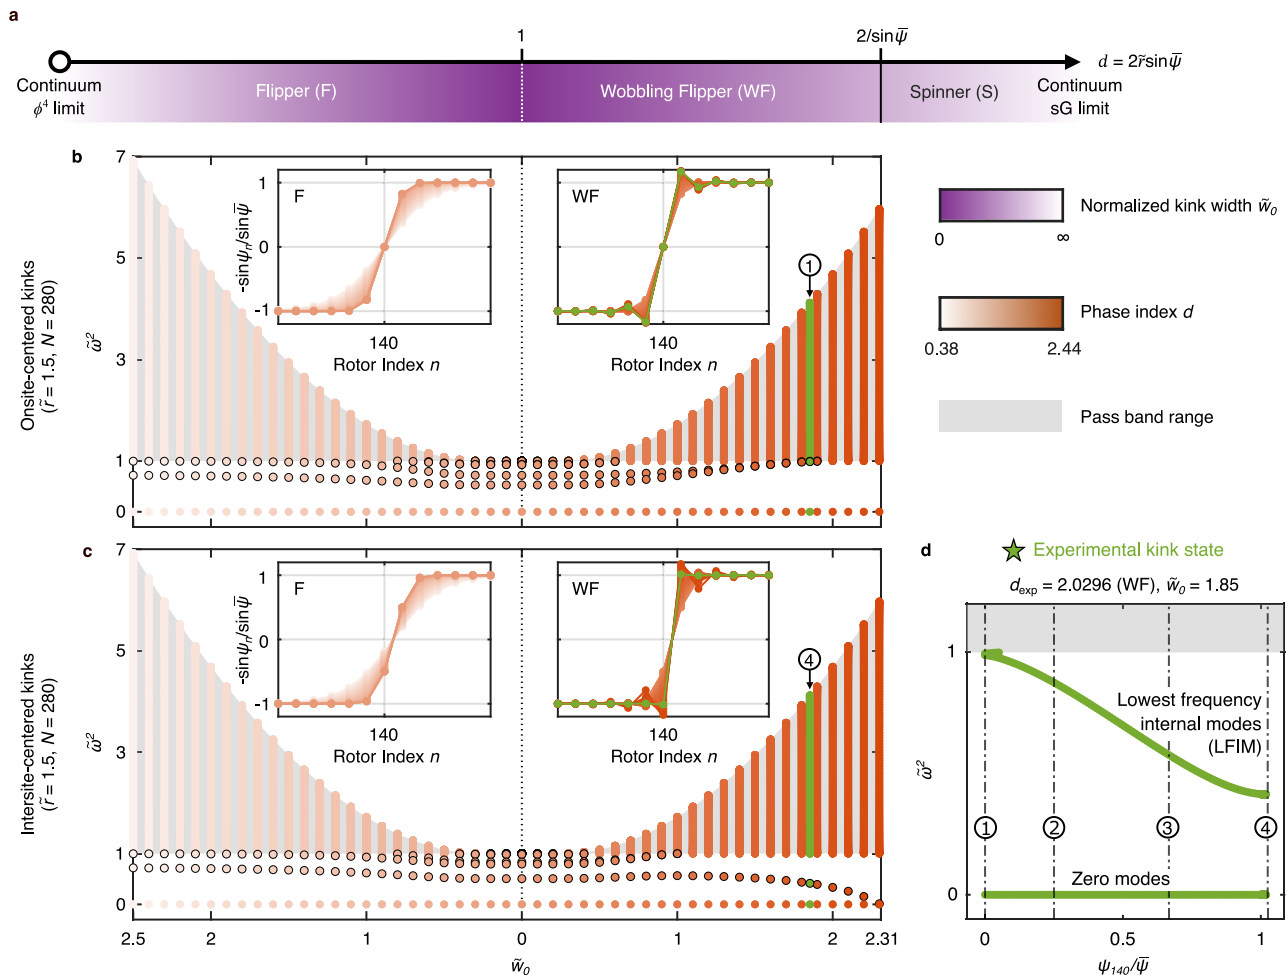 a
1
2/sinψ̅
d = 2r̃sinψ̅
Continuum
ϕ⁴ limit
Flipper (F)
Wobbling Flipper (WF)
Spinner (S)
Continuum
sG limit
b
7
5
3
1
0
ω̃²
Onsite-centered kinks
(r̃ = 1.5, N = 280)
2
1
0
1
2
F
1
0
-1
-sinψₙ/sinψ̅
140
Rotor Index n
WF
140
Rotor Index n
1
Normalized kink width w̃₀
0
∞
Phase index d
0.38
2.44
Pass band range
c
7
5
3
1
0
ω̃²
Intersite-centered kinks
(r̃ = 1.5, N = 280)
F
1
0
-1
-sinψₙ/sinψ̅
140
Rotor Index n
WF
140
Rotor Index n
4
2.5
2
1
0
1
2
2.31
w̃₀
d
Experimental kink state
d_exp = 2.0296 (WF), w̃₀ = 1.85
1
0
ω̃²
Lowest frequency
internal modes
(LFIM)
1
2
3
4
Zero modes
0
0.5
1
ψ₁₄₀/ψ̅